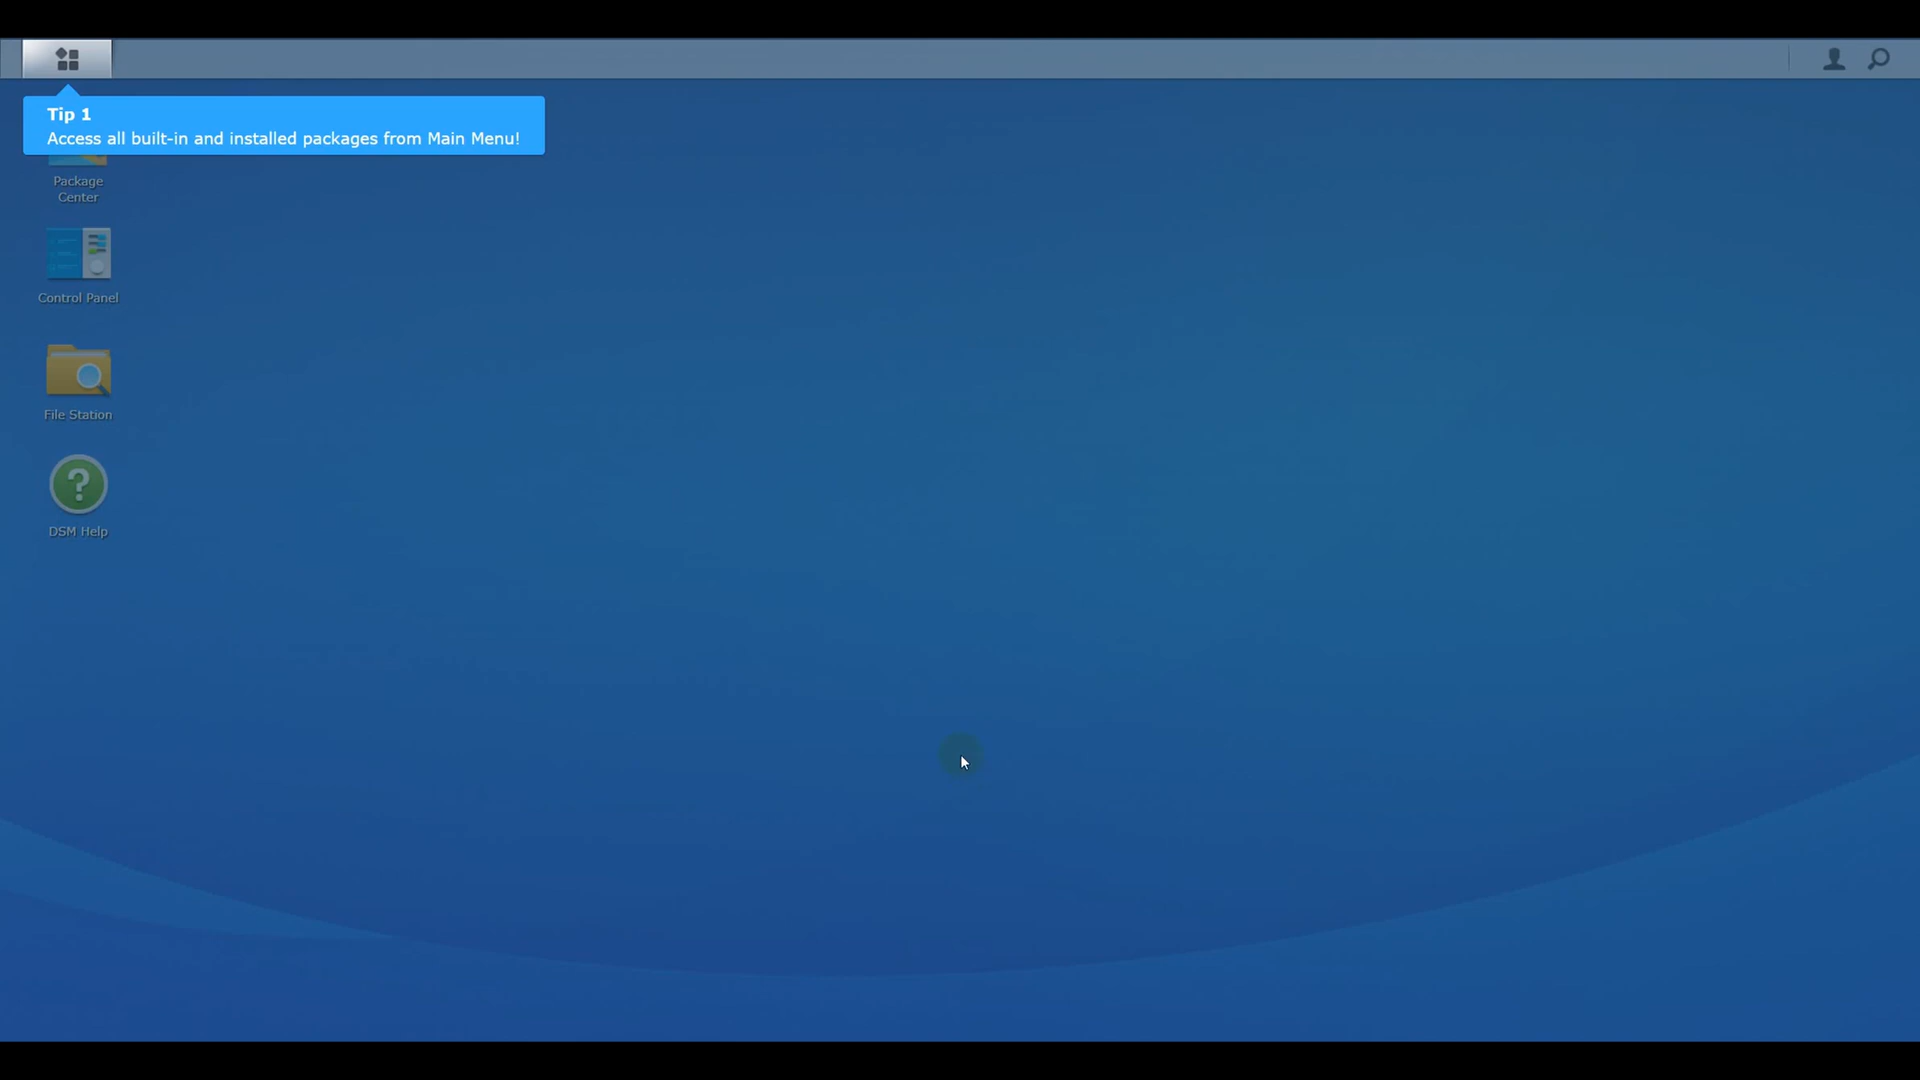 Tip 1
Access all built-in and installed packages from Main Menu!
Package
Center
Control Panel
File Station
?
DSM Help